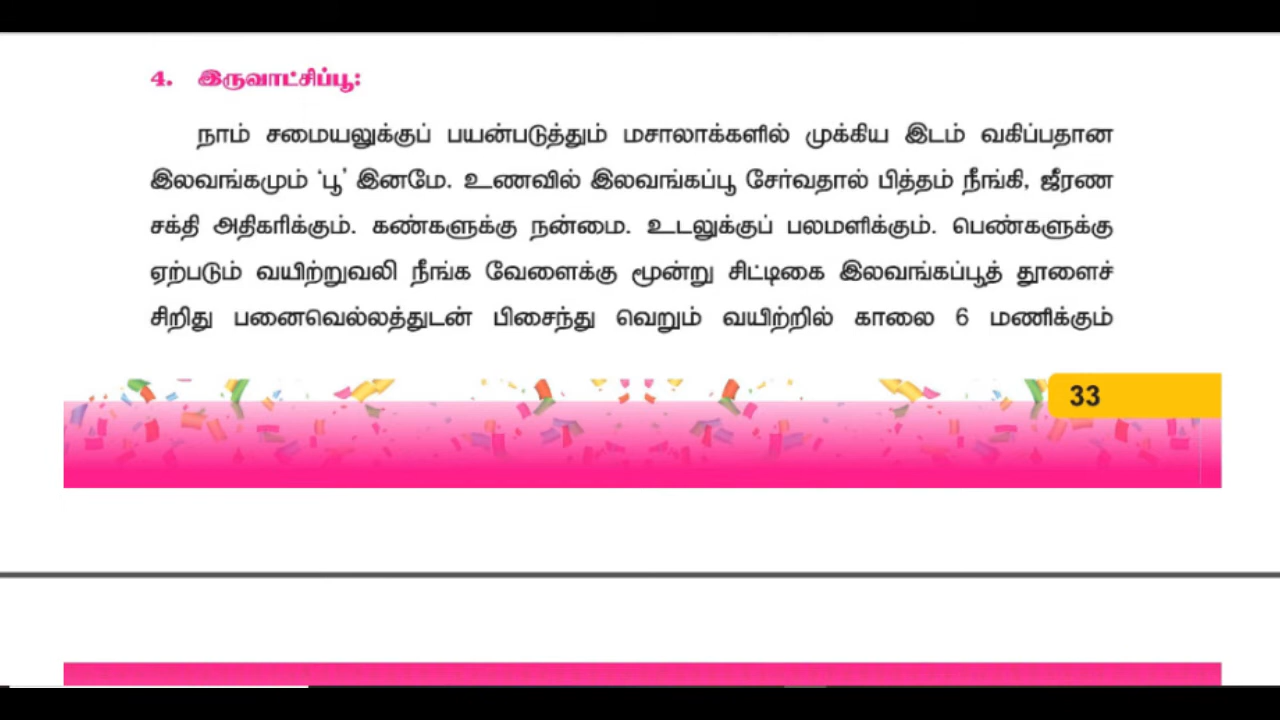 4. இருவாட்சிப்பூ:
நாம் சமையலுக்குப் பயன்படுத்தும் மசாலாக்களில் முக்கிய இடம் வகிப்பதான
இலவங்கமும் 'பூ' இனமே. உணவில் இலவங்கப்பூ சேர்வதால் பித்தம் நீங்கி, ஜீரண
சக்தி அதிகரிக்கும். கண்களுக்கு நன்மை. உடலுக்குப் பலமளிக்கும். பெண்களுக்கு
ஏற்படும் வயிற்றுவலி நீங்க வேளைக்கு மூன்று சிட்டிகை இலவங்கப்பூத் தூளைச்
சிறிது பனைவெல்லத்துடன் பிசைந்து வெறும் வயிற்றில் காலை 6 மணிக்கும்
33